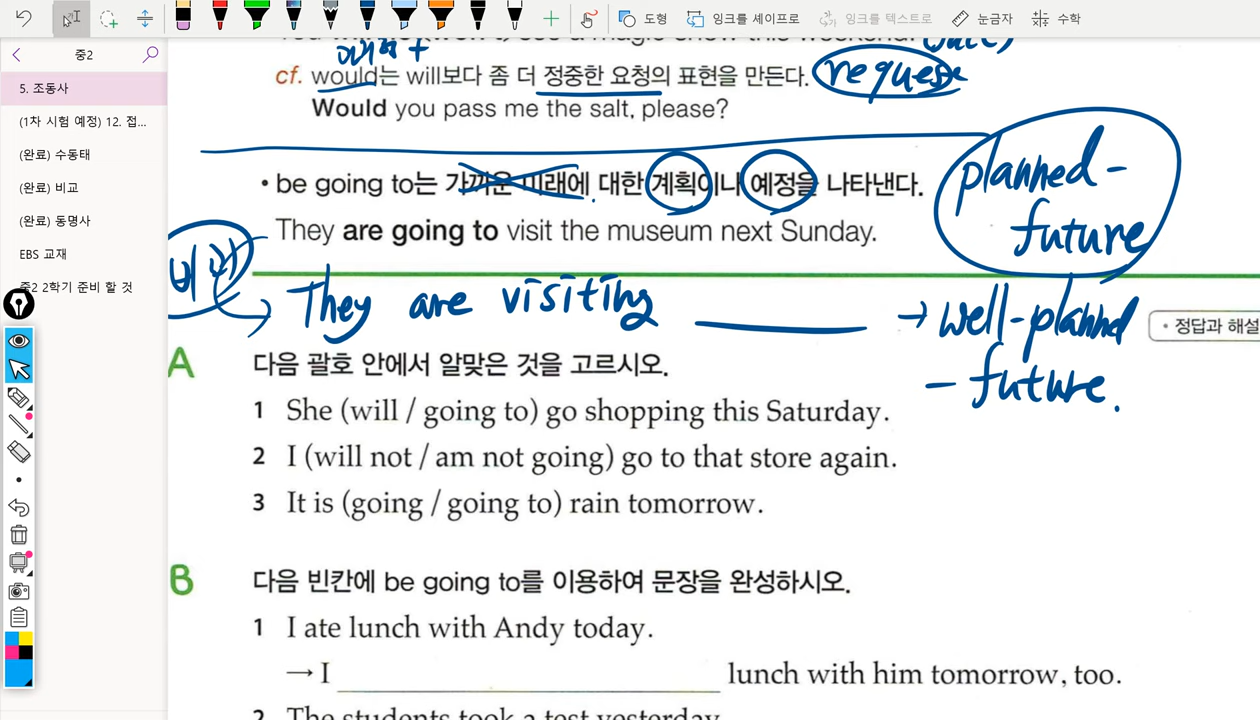 도형
잉크를 셰이프로
잉크를 텍스트로
눈금자
수학
중2
5. 조동사
(1차 시험 예정) 12. 접...
(완료) 수동태
(완료) 비교
(완료) 동명사
EBS 교재
중2 2학기 준비 할 것
cf. would는 will보다 좀 더 정중한 요청의 표현을 만든다.
Would you pass me the salt, please?
• be going to는 가까운 미래에 대한 계획이나 예정을 나타낸다.
planned-
future
They are going to visit the museum next Sunday.
They are visiting
→ well-planned
- future.
• 정답과 해설
A 다음 괄호 안에서 알맞은 것을 고르시오.
1 She (will / going to) go shopping this Saturday.
2 I (will not / am not going) go to that store again.
3 It is (going / going to) rain tomorrow.
B 다음 빈칸에 be going to를 이용하여 문장을 완성하시오.
1 I ate lunch with Andy today.
→ I lunch with him tomorrow, too.
2 The students took a test yesterday.